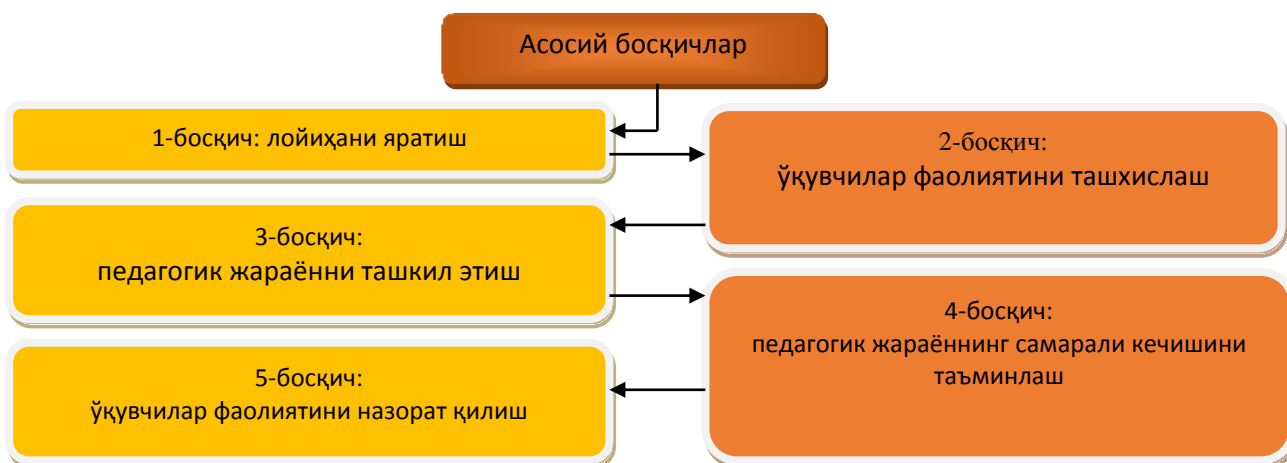 Асосий босқичлар
1-босқич: лойиҳани яратиш
2-босқич:
ўқувчилар фаолиятини ташхислаш
3-босқич:
педагогик жараённи ташкил этиш
4-босқич:
педагогик жараённинг самарали кечишини
таъминлаш
5-босқич:
ўқувчилар фаолиятини назорат қилиш